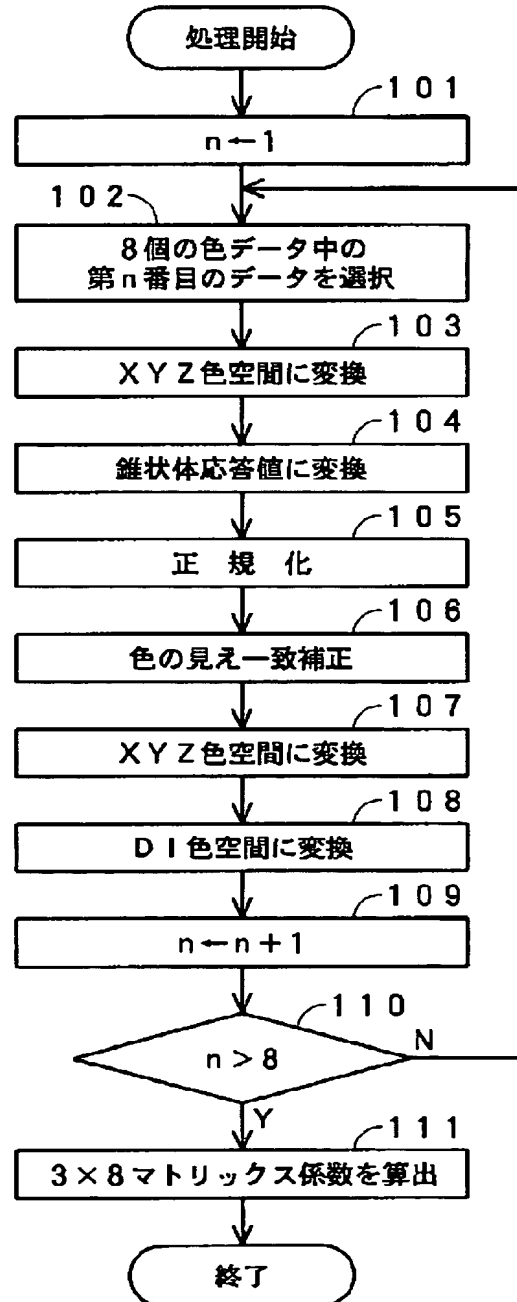 処理開始
101
n←1
102
8個の色データ中の
第n番目のデータを選択
103
XYZ色空間に変換
104
錐状体応答値に変換
105
正 規 化
106
色の見え一致補正
107
XYZ色空間に変換
108
DI色空間に変換
109
n←n+1
110
n>8
N
Y
111
3×8マトリックス係数を算出
終了